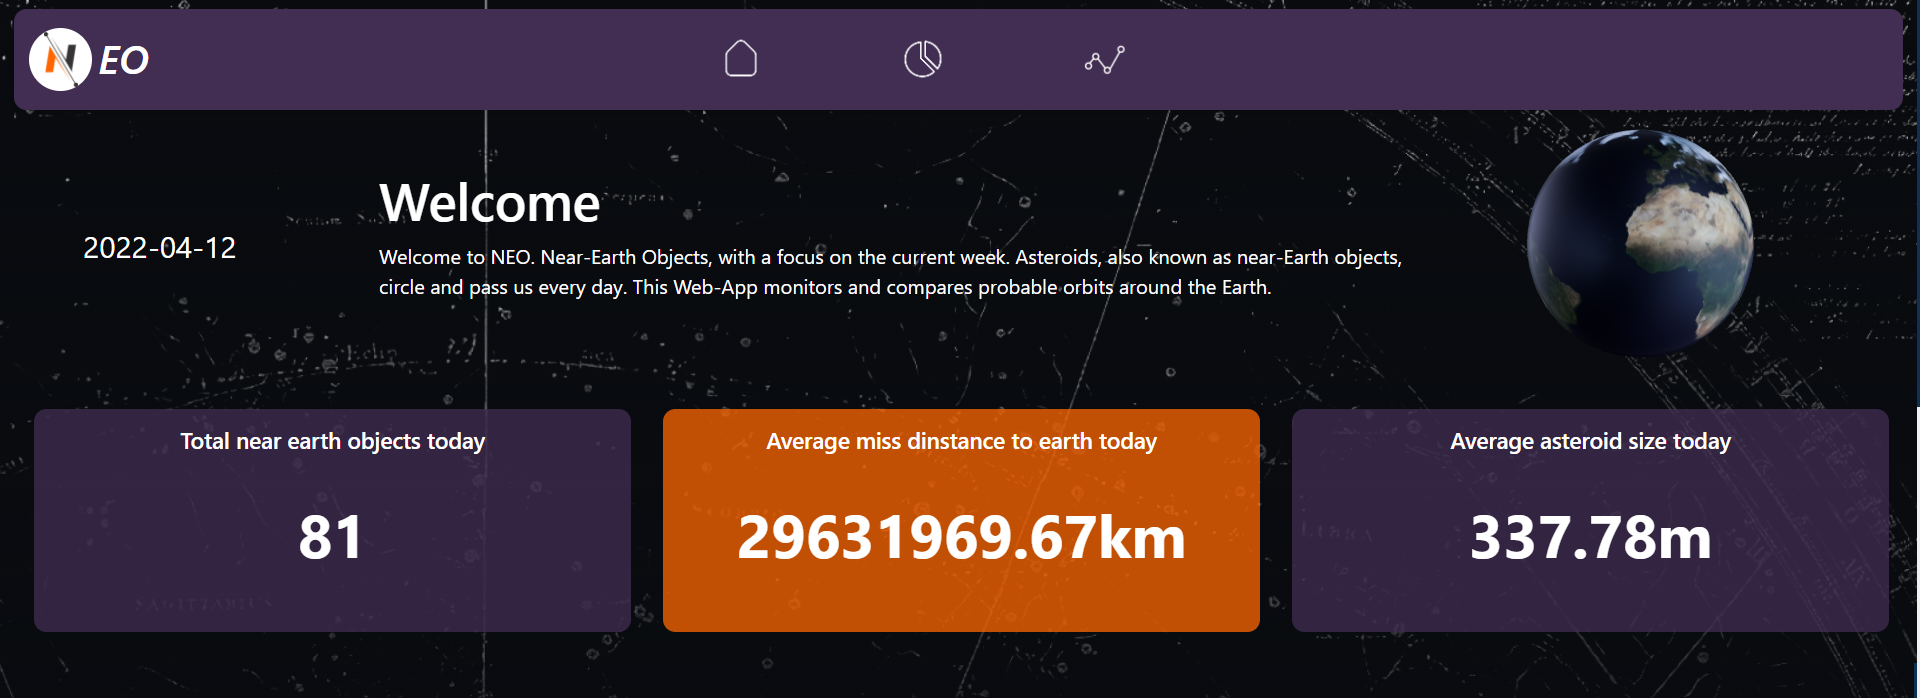 NEO
2022-04-12
Welcome
Welcome to NEO. Near-Earth Objects, with a focus on the current week. Asteroids, also known as near-Earth objects,
circle and pass us every day. This Web-App monitors and compares probable orbits around the Earth.
Total near earth objects today
81
Average miss dinstance to earth today
29631969.67km
Average asteroid size today
337.78m
SAGITTARIUS
LIBRA